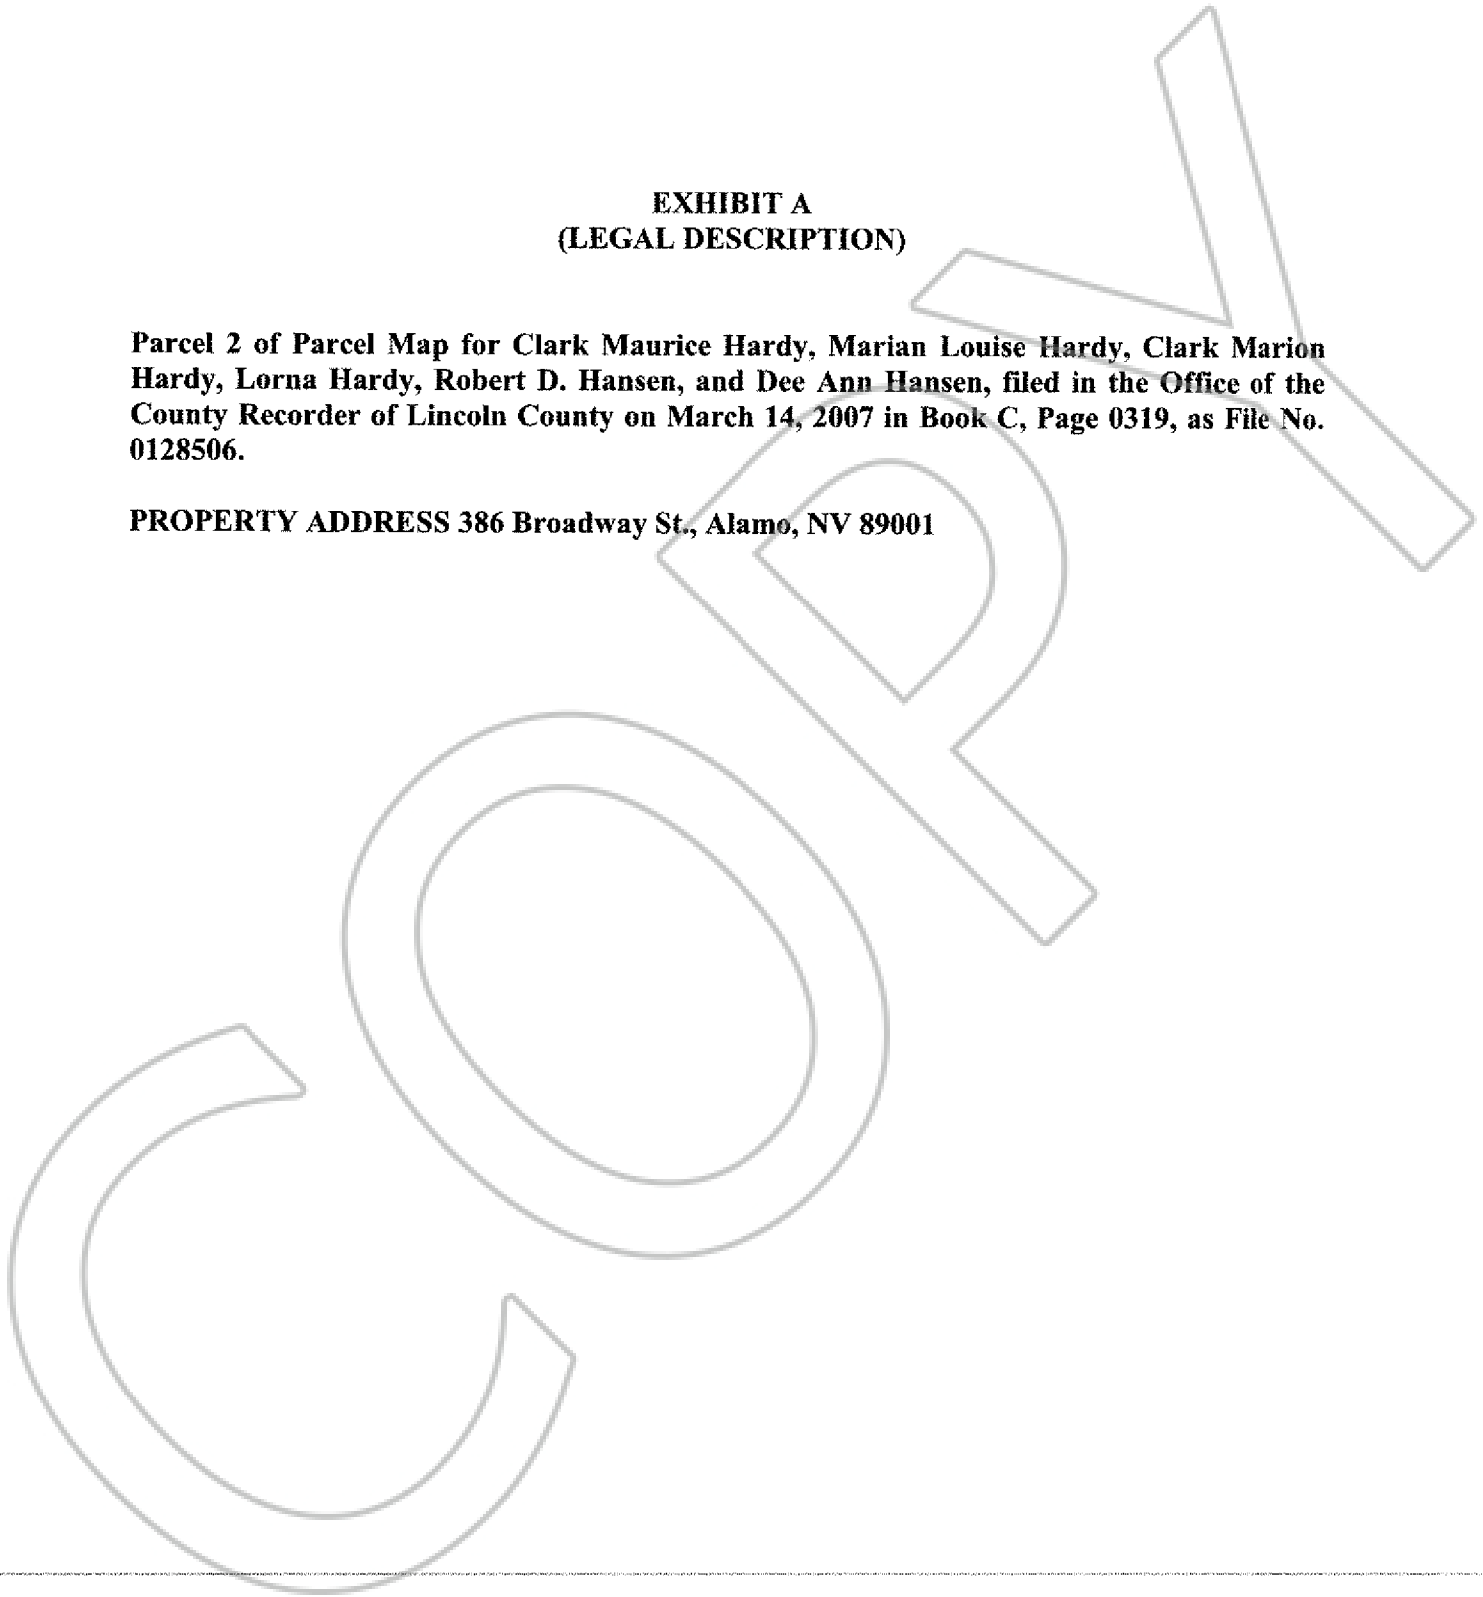 EXHIBIT A
(LEGAL DESCRIPTION)
Parcel 2 of Parcel Map for Clark Maurice Hardy, Marian Louise Hardy, Clark Marion
Hardy, Lorna Hardy, Robert D. Hansen, and Dee Ann Hansen, filed in the Office of the
County Recorder of Lincoln County on March 14, 2007 in Book C, Page 0319, as File No.
0128506.
PROPERTY ADDRESS 386 Broadway St., Alamo, NV 89001
COPY